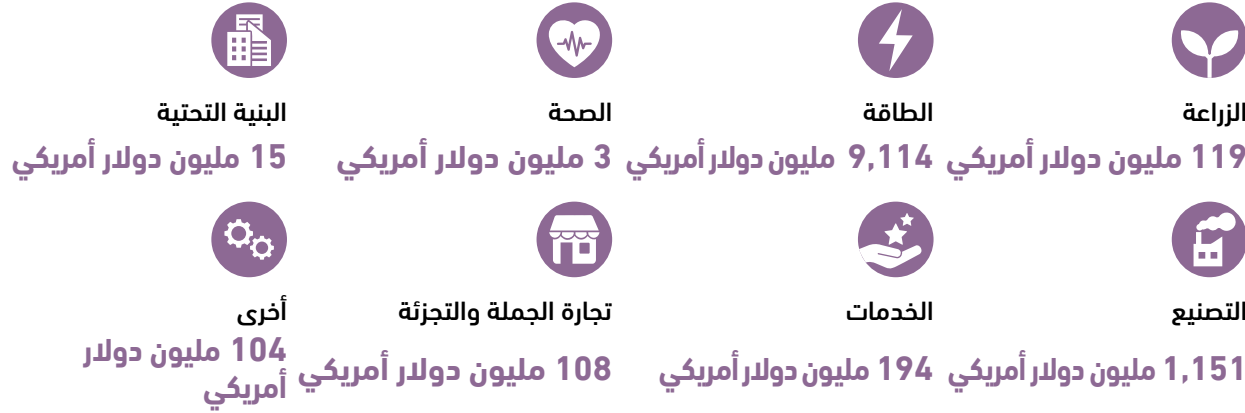 الزراعة
119 مليون دولار أمريكي
الطاقة
9,114 مليون دولار أمريكي
الصحة
3 مليون دولار أمريكي
البنية التحتية
15 مليون دولار أمريكي
التصنيع
1,151 مليون دولار أمريكي
الخدمات
194 مليون دولار أمريكي
تجارة الجملة والتجزئة
108 مليون دولار أمريكي
أخرى
104 مليون دولار
أمريكي